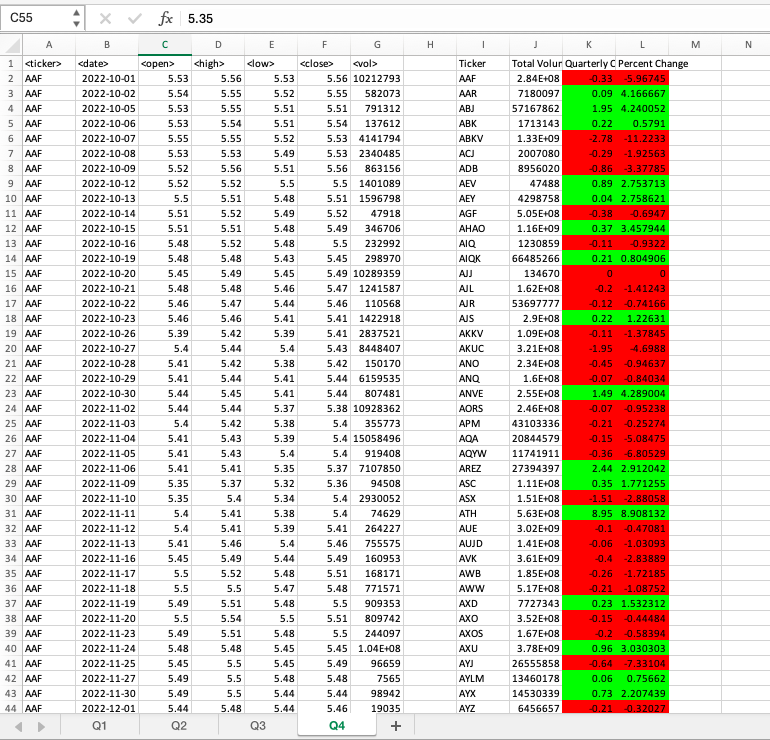 C55 fx 5.35
A B C D E F G H I J K L M N
1 <ticker> <date> <open> <high> <low> <close> <vol> Ticker Total Volur Quarterly C Percent Change
2 AAF 2022-10-01 5.53 5.56 5.53 5.56 10212793 AAF 2.84E+08 -0.33 -5.96745
3 AAF 2022-10-02 5.54 5.55 5.52 5.55 582073 AAR 7180097 0.09 4.166667
4 AAF 2022-10-05 5.53 5.55 5.51 5.51 791312 ABJ 57167862 1.95 4.240052
5 AAF 2022-10-06 5.53 5.54 5.51 5.54 137612 ABK 1713143 0.22 0.5791
6 AAF 2022-10-07 5.55 5.55 5.52 5.53 4141794 ABKV 1.33E+09 -2.78 -11.2233
7 AAF 2022-10-08 5.53 5.53 5.49 5.53 2340485 ACJ 2007080 -0.29 -1.92563
8 AAF 2022-10-09 5.52 5.56 5.51 5.56 863156 ADB 8956020 -0.86 -3.37785
9 AAF 2022-10-12 5.52 5.52 5.5 5.5 1401089 AEV 47488 0.89 2.753713
10 AAF 2022-10-13 5.5 5.51 5.48 5.51 1596798 AEY 4298758 0.04 2.758621
11 AAF 2022-10-14 5.51 5.52 5.49 5.52 47918 AGF 5.05E+08 -0.38 -0.6947
12 AAF 2022-10-15 5.51 5.51 5.48 5.49 346706 AHAO 1.16E+09 0.37 3.457944
13 AAF 2022-10-16 5.48 5.52 5.48 5.5 232992 AIQ 1230859 -0.11 -0.9322
14 AAF 2022-10-19 5.48 5.48 5.43 5.45 298970 AIQK 66485266 0.21 0.804906
15 AAF 2022-10-20 5.45 5.49 5.45 5.49 10289359 AJJ 134670 0 0
16 AAF 2022-10-21 5.48 5.48 5.46 5.47 1241587 AJL 1.62E+08 -0.2 -1.41243
17 AAF 2022-10-22 5.46 5.47 5.44 5.46 110568 AJR 53697777 -0.12 -0.74166
18 AAF 2022-10-23 5.46 5.46 5.41 5.41 1422918 AJS 2.9E+08 0.22 1.22631
19 AAF 2022-10-26 5.39 5.42 5.39 5.41 2837521 AKKV 1.09E+08 -0.11 -1.37845
20 AAF 2022-10-27 5.4 5.44 5.4 5.43 8448407 AKUC 3.21E+08 -1.95 -4.6988
21 AAF 2022-10-28 5.41 5.42 5.38 5.42 150170 ANO 2.34E+08 -0.45 -0.94637
22 AAF 2022-10-29 5.41 5.44 5.41 5.44 6159535 ANQ 1.6E+08 -0.07 -0.84034
23 AAF 2022-10-30 5.44 5.45 5.41 5.44 807481 ANVE 2.55E+08 1.49 4.289004
24 AAF 2022-11-02 5.44 5.44 5.37 5.38 10928362 AORS 2.46E+08 -0.07 -0.95238
25 AAF 2022-11-03 5.4 5.42 5.38 5.4 355773 APM 43103336 -0.21 -0.25274
26 AAF 2022-11-04 5.41 5.43 5.39 5.4 15058496 AQA 20844579 -0.15 -5.08475
27 AAF 2022-11-05 5.41 5.43 5.4 5.4 919408 AQYW 11741911 -0.36 -6.80529
28 AAF 2022-11-06 5.41 5.41 5.35 5.37 7107850 AREZ 27394397 2.44 2.912042
29 AAF 2022-11-09 5.35 5.37 5.32 5.36 94508 ASC 1.11E+08 0.35 1.771255
30 AAF 2022-11-10 5.35 5.4 5.34 5.4 2930052 ASX 1.51E+08 -1.51 -2.88058
31 AAF 2022-11-11 5.4 5.41 5.38 5.4 74629 ATH 5.63E+08 8.95 8.908132
32 AAF 2022-11-12 5.4 5.41 5.39 5.41 264227 AUE 3.02E+09 -0.1 -0.47081
33 AAF 2022-11-13 5.41 5.46 5.4 5.46 755575 AUJD 1.41E+08 -0.06 -1.03093
34 AAF 2022-11-16 5.45 5.49 5.44 5.49 160953 AVK 3.61E+09 -0.4 -2.83889
35 AAF 2022-11-17 5.5 5.52 5.48 5.51 168171 AWB 1.85E+08 -0.26 -1.72185
36 AAF 2022-11-18 5.5 5.5 5.47 5.48 771571 AWW 5.17E+08 -0.21 -1.08752
37 AAF 2022-11-19 5.49 5.51 5.48 5.5 909353 AXD 7727343 0.23 1.532312
38 AAF 2022-11-20 5.5 5.54 5.5 5.51 809742 AXO 3.52E+08 -0.15 -0.44484
39 AAF 2022-11-23 5.49 5.51 5.48 5.5 244097 AXOS 1.67E+08 -0.2 -0.58394
40 AAF 2022-11-24 5.48 5.48 5.45 5.45 1.04E+08 AXU 3.78E+09 0.96 3.030303
41 AAF 2022-11-25 5.45 5.5 5.45 5.49 96659 AYJ 26555858 -0.64 -7.33104
42 AAF 2022-11-27 5.49 5.5 5.48 5.48 7565 AYLM 13460178 0.06 0.75662
43 AAF 2022-11-30 5.49 5.5 5.44 5.44 98942 AYX 14530339 0.73 2.207439
44 AAF 2022-12-01 5.44 5.48 5.44 5.46 19035 AYZ 6456657 -0.21 -0.32027
Q1 Q2 Q3 Q4 +